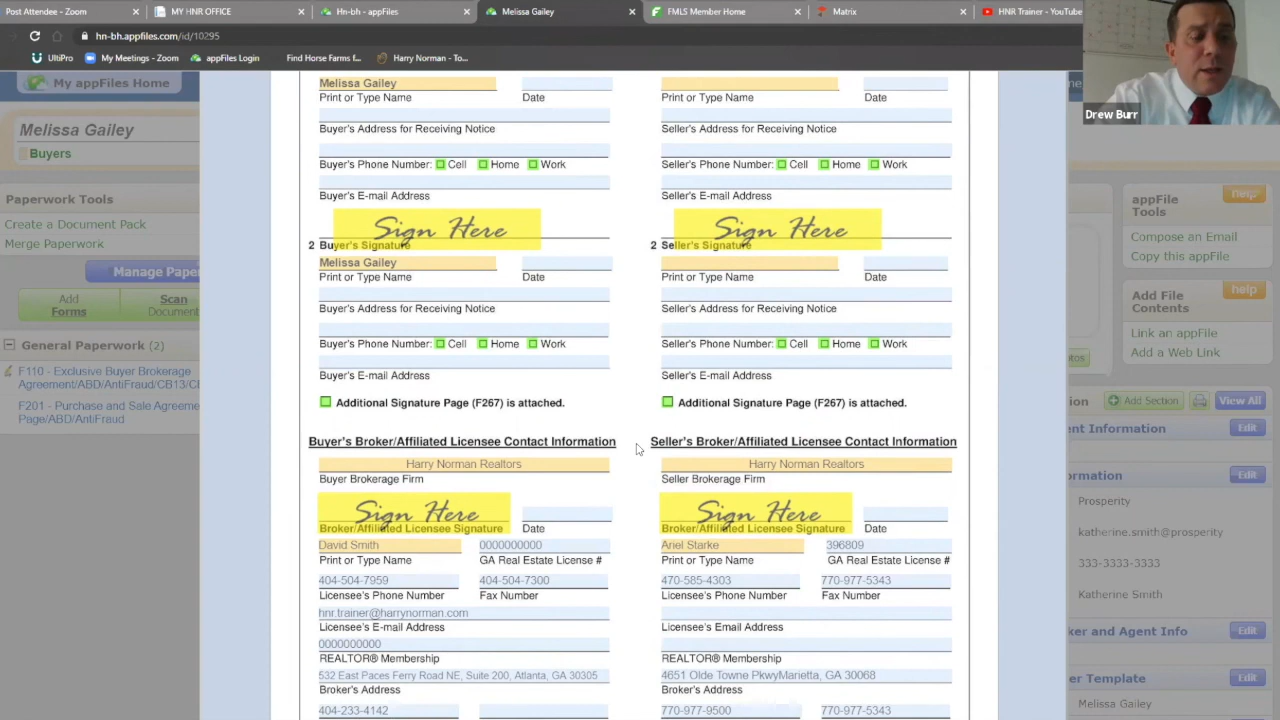 Post Attendee - Zoom
MY HNR OFFICE
Hn-bh - appFiles
Melissa Gailey
FMLS Member Home
Matrix
HNR Trainer - YouTube
hn-bh.appfiles.com/id/10295
UltiPro
My Meetings - Zoom
appFiles Login
Find Horse Farms f...
Harry Norman - To...
Drew Burr
My appFiles Home
Melissa Gailey
Buyers
Paperwork Tools
Create a Document Pack
Merge Paperwork
Manage Paper
Add
Forms
Scan
Document
General Paperwork (2)
F110 - Exclusive Buyer Brokerage
Agreement/ABD/AntiFraud/CB13/C
F201 - Purchase and Sale Agreeme
Page/ABD/AntiFraud
Melissa Gailey
Print or Type Name
Date
Buyer's Address for Receiving Notice
Buyer's Phone Number: Cell Home Work
Buyer's E-mail Address
Sign Here
2 Buyer's Signature
Melissa Gailey
Print or Type Name
Date
Buyer's Address for Receiving Notice
Buyer's Phone Number: Cell Home Work
Buyer's E-mail Address
Additional Signature Page (F267) is attached.
Buyer's Broker/Affiliated Licensee Contact Information
Harry Norman Realtors
Buyer Brokerage Firm
Sign Here
Broker/Affiliated Licensee Signature
Date
David Smith
0000000000
Print or Type Name
GA Real Estate License #
404-504-7959
404-504-7300
Licensee's Phone Number
Fax Number
hnr.trainer@harrynorman.com
Licensee's E-mail Address
0000000000
REALTOR® Membership
532 East Paces Ferry Road NE, Suite 200, Atlanta, GA 30305
Broker's Address
404-233-4142
Print or Type Name
Date
Seller's Address for Receiving Notice
Seller's Phone Number: Cell Home Work
Seller's E-mail Address
Sign Here
2 Seller's Signature
Print or Type Name
Date
Seller's Address for Receiving Notice
Seller's Phone Number: Cell Home Work
Seller's E-mail Address
Additional Signature Page (F267) is attached.
Seller's Broker/Affiliated Licensee Contact Information
Harry Norman Realtors
Seller Brokerage Firm
Sign Here
Broker/Affiliated Licensee Signature
Date
Ariel Starke
396809
Print or Type Name
GA Real Estate License #
470-585-4303
770-977-5343
Licensee's Phone Number
Fax Number
Licensee's Email Address
REALTOR® Membership
4651 Olde Towne PkwyMarietta, GA 30068
Broker's Address
770-977-9500
770-977-5343
appFile
Tools
help
Compose an Email
Copy this appFile
Add File
Contents
help
Link an appFile
Add a Web Link
Add Section
View All
Edit
Edit
Prosperity
katherine.smith@prosperity
333-3333-3333
Katherine Smith
ker and Agent Info
Edit
er Template
Edit
Melissa Gailey